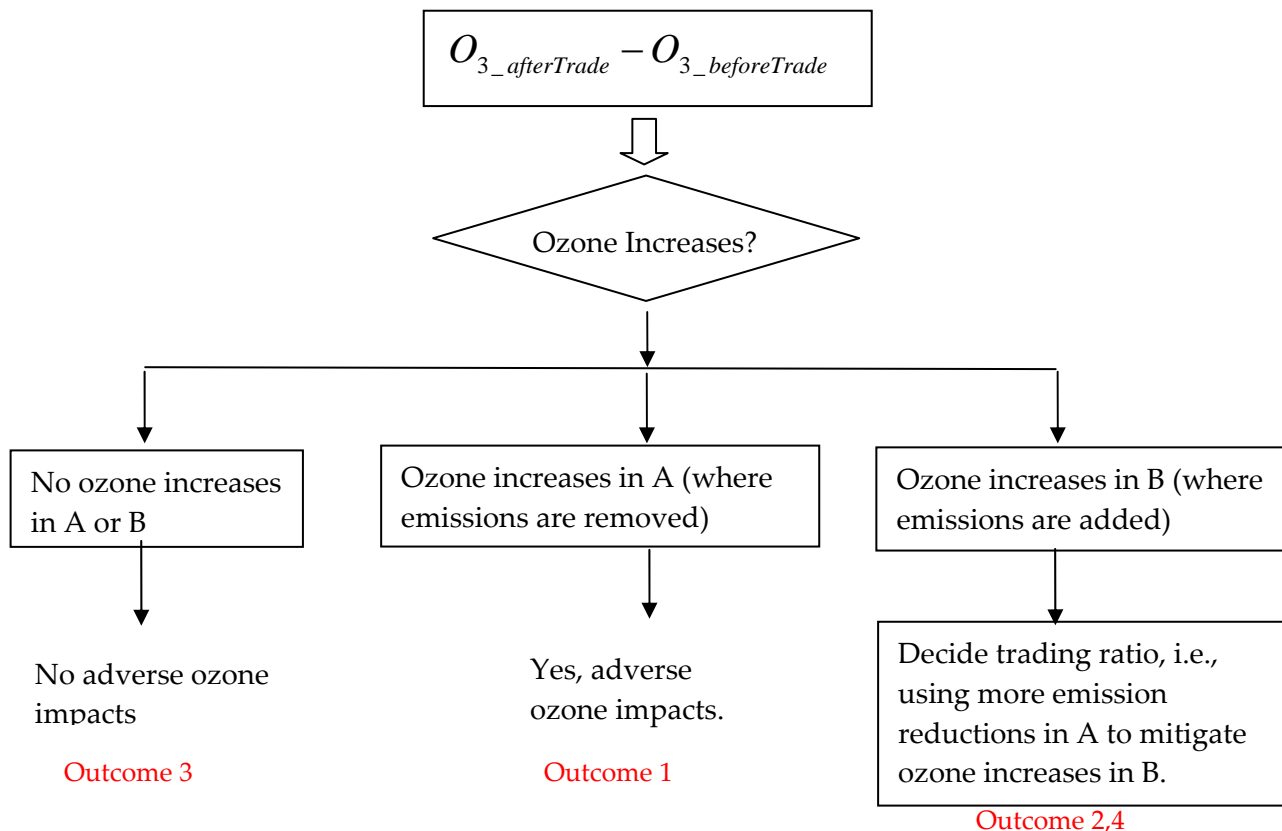 O3_afterTrade − O3_beforeTrade
Ozone Increases?
No ozone increases
in A or B
Ozone increases in A (where
emissions are removed)
Ozone increases in B (where
emissions are added)
No adverse ozone
impacts
Outcome 3
Yes, adverse
ozone impacts.
Outcome 1
Decide trading ratio, i.e.,
using more emission
reductions in A to mitigate
ozone increases in B.
Outcome 2,4